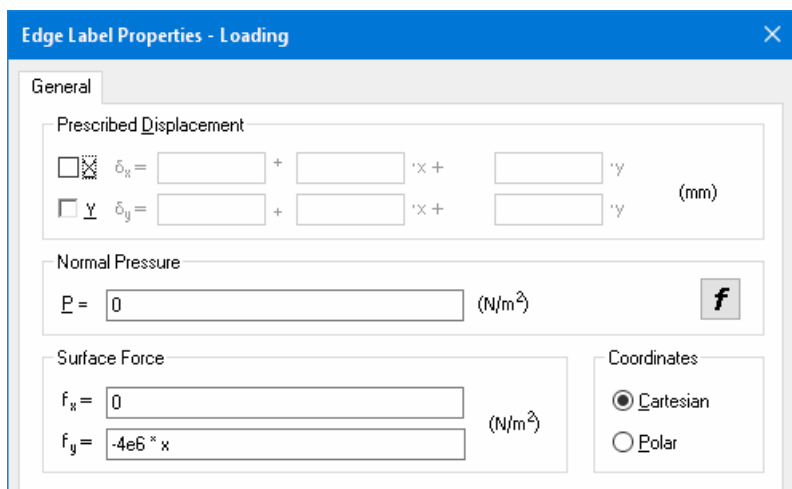 Edge Label Properties - Loading
General
Prescribed Displacement
X δx = + ·x + ·y
(mm)
Y δy = + ·x + ·y
Normal Pressure
P = 0 (N/m²) f
Surface Force
Coordinates
fx = 0
Cartesian
(N/m²)
fy = -4e6 * x
Polar